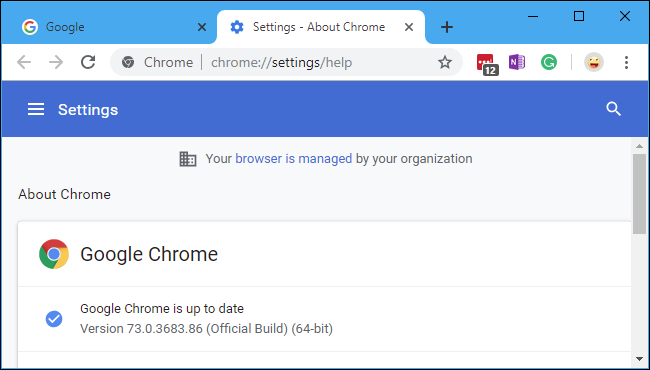 Google
Settings - About Chrome
Chrome
chrome://settings/help
12
Settings
Your browser is managed by your organization
About Chrome
Google Chrome
Google Chrome is up to date
Version 73.0.3683.86 (Official Build) (64-bit)